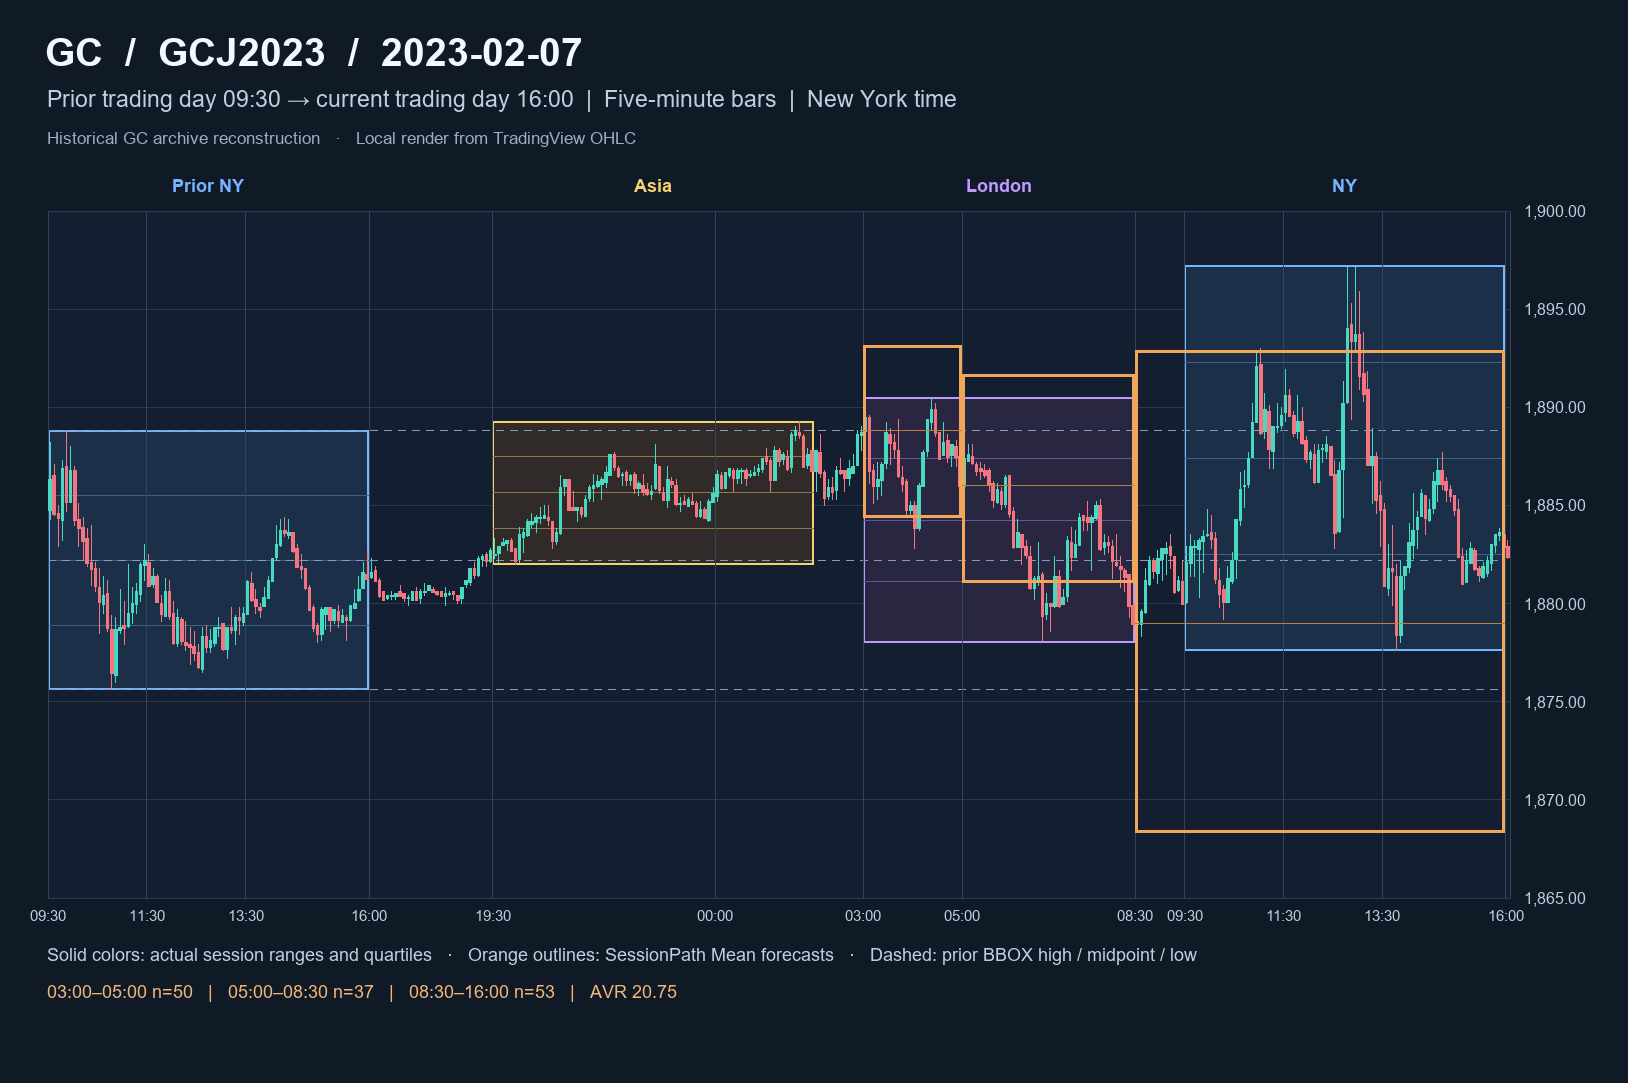 GC / GCJ2023 / 2023-02-07
Prior trading day 09:30 → current trading day 16:00 | Five-minute bars | New York time
Historical GC archive reconstruction · Local render from TradingView OHLC
Prior NY Asia London NY
1,900.00
1,895.00
1,890.00
1,885.00
1,880.00
1,875.00
1,870.00
1,865.00
09:30 11:30 13:30 16:00 19:30 00:00 03:00 05:00 08:30 09:30 11:30 13:30 16:00
Solid colors: actual session ranges and quartiles · Orange outlines: SessionPath Mean forecasts · Dashed: prior BBOX high / midpoint / low
03:00–05:00 n=50 | 05:00–08:30 n=37 | 08:30–16:00 n=53 | AVR 20.75